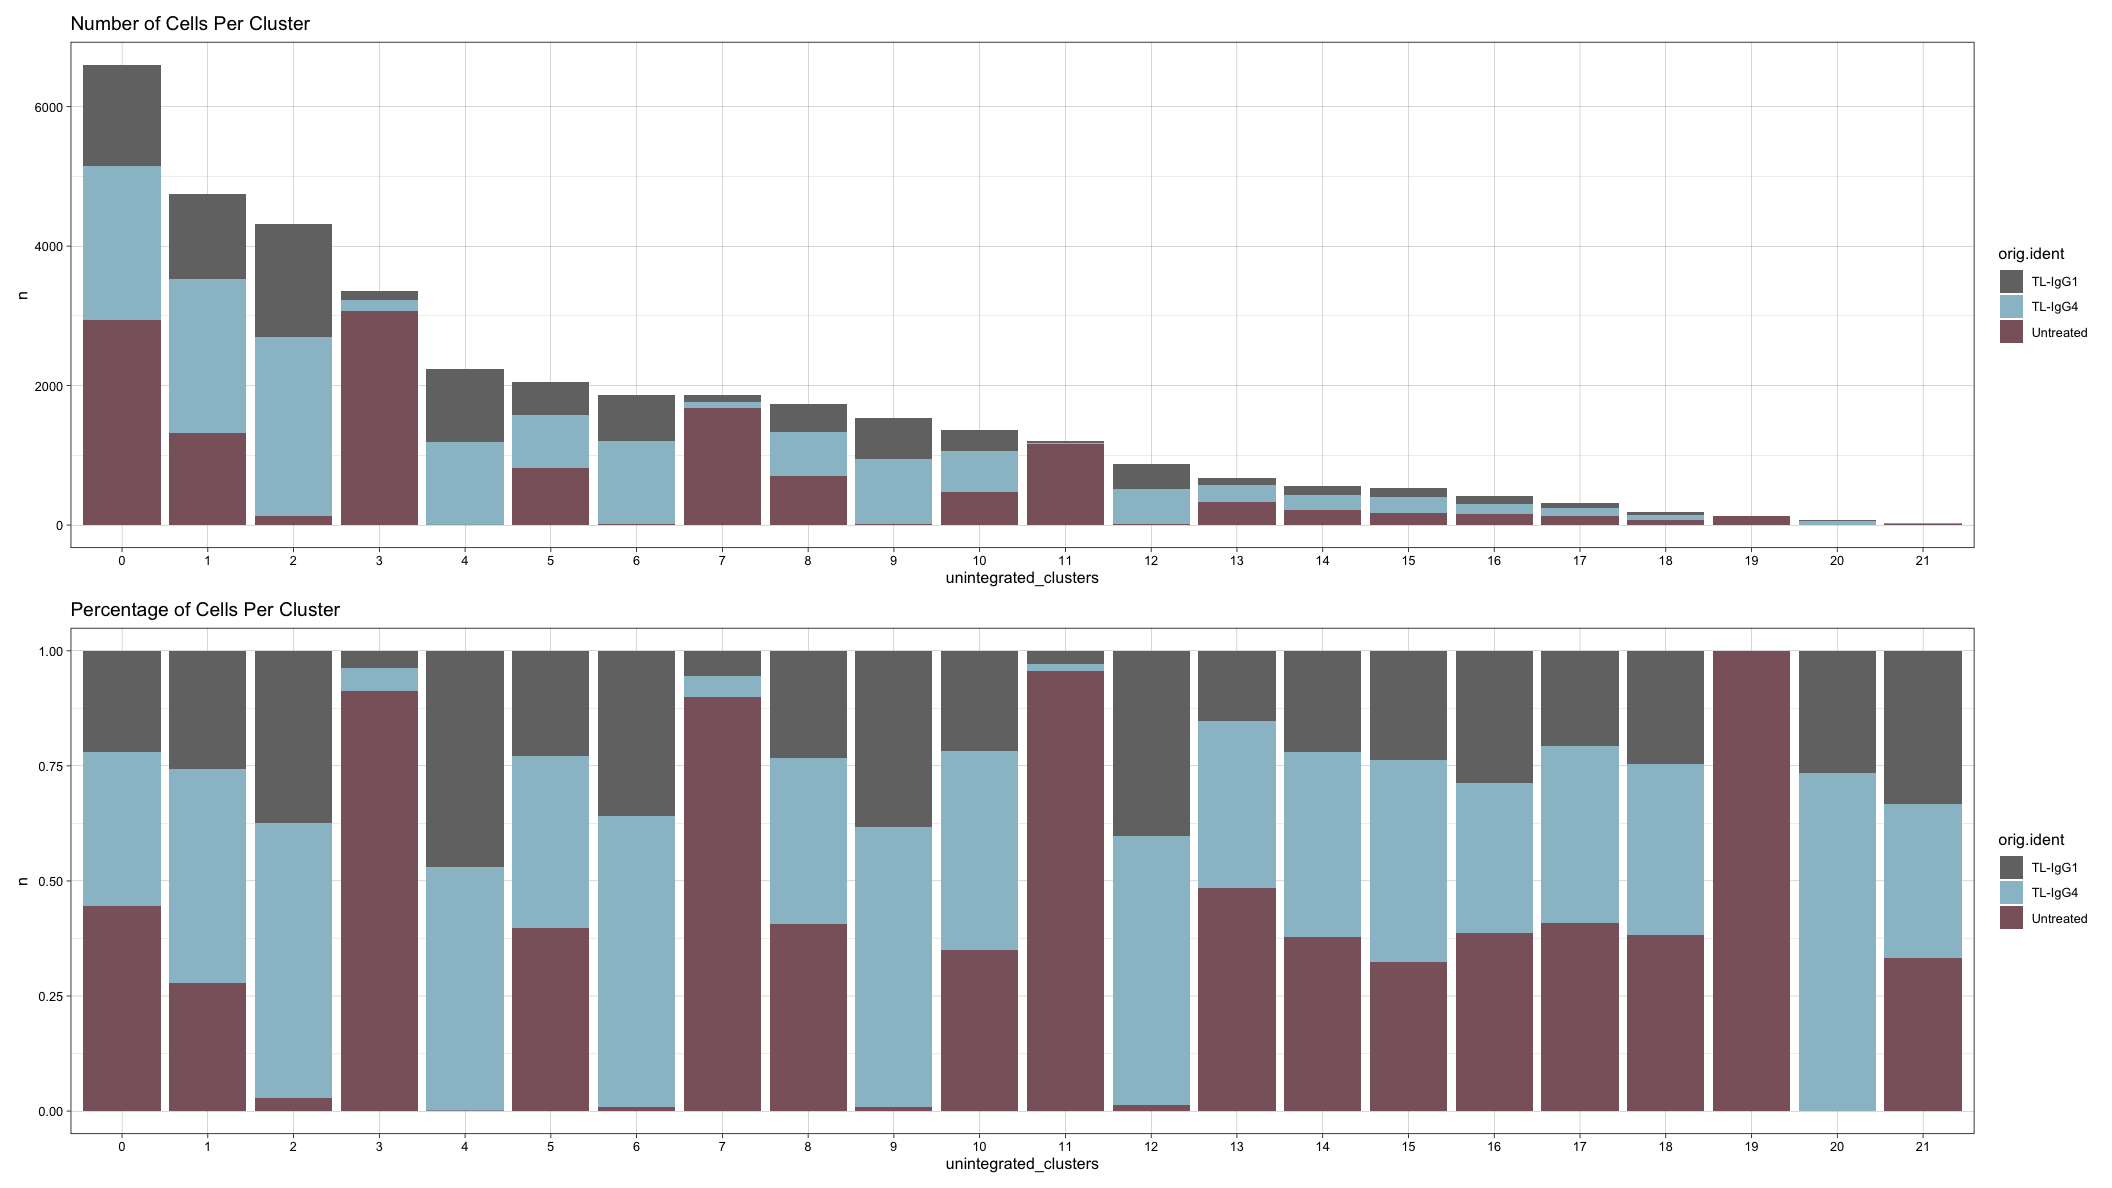 Number of Cells Per Cluster
6000
4000
2000
0
n
0 1 2 3 4 5 6 7 8 9 10 11 12 13 14 15 16 17 18 19 20 21
unintegrated_clusters
orig.ident
TL-IgG1
TL-IgG4
Untreated
Percentage of Cells Per Cluster
1.00
0.75
0.50
0.25
0.00
n
0 1 2 3 4 5 6 7 8 9 10 11 12 13 14 15 16 17 18 19 20 21
unintegrated_clusters
orig.ident
TL-IgG1
TL-IgG4
Untreated